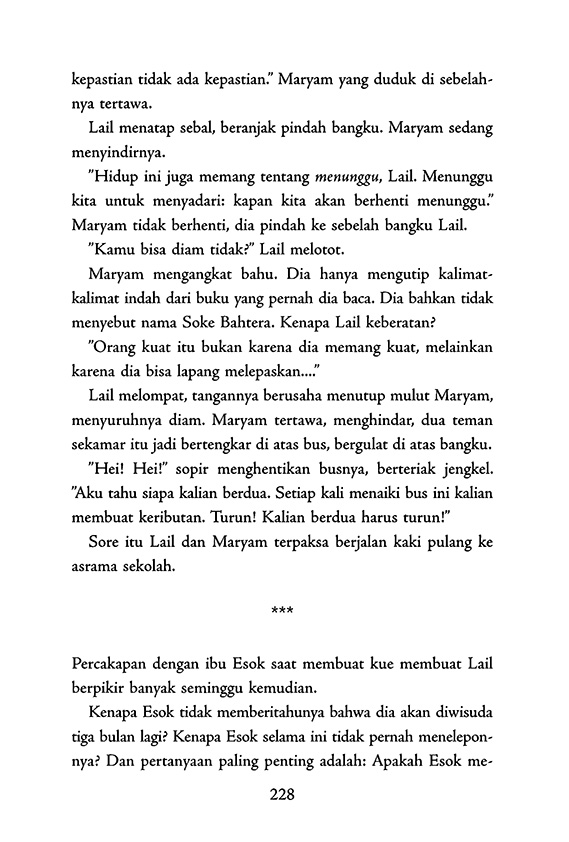 kepastian tidak ada kepastian.” Maryam yang duduk di sebelah-
nya tertawa.
Lail menatap sebal, beranjak pindah bangku. Maryam sedang
menyindirnya.
”Hidup ini juga memang tentang menunggu, Lail. Menunggu
kita untuk menyadari: kapan kita akan berhenti menunggu.”
Maryam tidak berhenti, dia pindah ke sebelah bangku Lail.
”Kamu bisa diam tidak?” Lail melotot.
Maryam mengangkat bahu. Dia hanya mengutip kalimat-
kalimat indah dari buku yang pernah dia baca. Dia bahkan tidak
menyebut nama Soke Bahtera. Kenapa Lail keberatan?
”Orang kuat itu bukan karena dia memang kuat, melainkan
karena dia bisa lapang melepaskan....”
Lail melompat, tangannya berusaha menutup mulut Maryam,
menyuruhnya diam. Maryam tertawa, menghindar, dua teman
sekamar itu jadi bertengkar di atas bus, bergulat di atas bangku.
”Hei! Hei!” sopir menghentikan busnya, berteriak jengkel.
”Aku tahu siapa kalian berdua. Setiap kali menaiki bus ini kalian
membuat keributan. Turun! Kalian berdua harus turun!”
Sore itu Lail dan Maryam terpaksa berjalan kaki pulang ke
asrama sekolah.
***
Percakapan dengan ibu Esok saat membuat kue membuat Lail
berpikir banyak seminggu kemudian.
Kenapa Esok tidak memberitahunya bahwa dia akan diwisuda
tiga bulan lagi? Kenapa Esok selama ini tidak pernah menelepon-
nya? Dan pertanyaan paling penting adalah: Apakah Esok me-
228